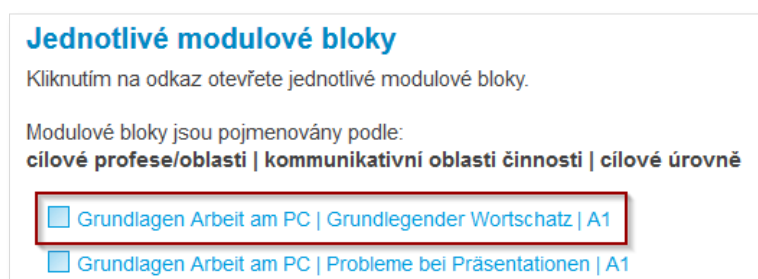 Jednotlivé modulové bloky
Kliknutím na odkaz otevřete jednotlivé modulové bloky.
Modulové bloky jsou pojmenovány podle:
cílové profese/oblasti | kommunikativní oblasti činnosti | cílové úrovně
Grundlagen Arbeit am PC | Grundlegender Wortschatz | A1
Grundlagen Arbeit am PC | Probleme bei Präsentationen | A1